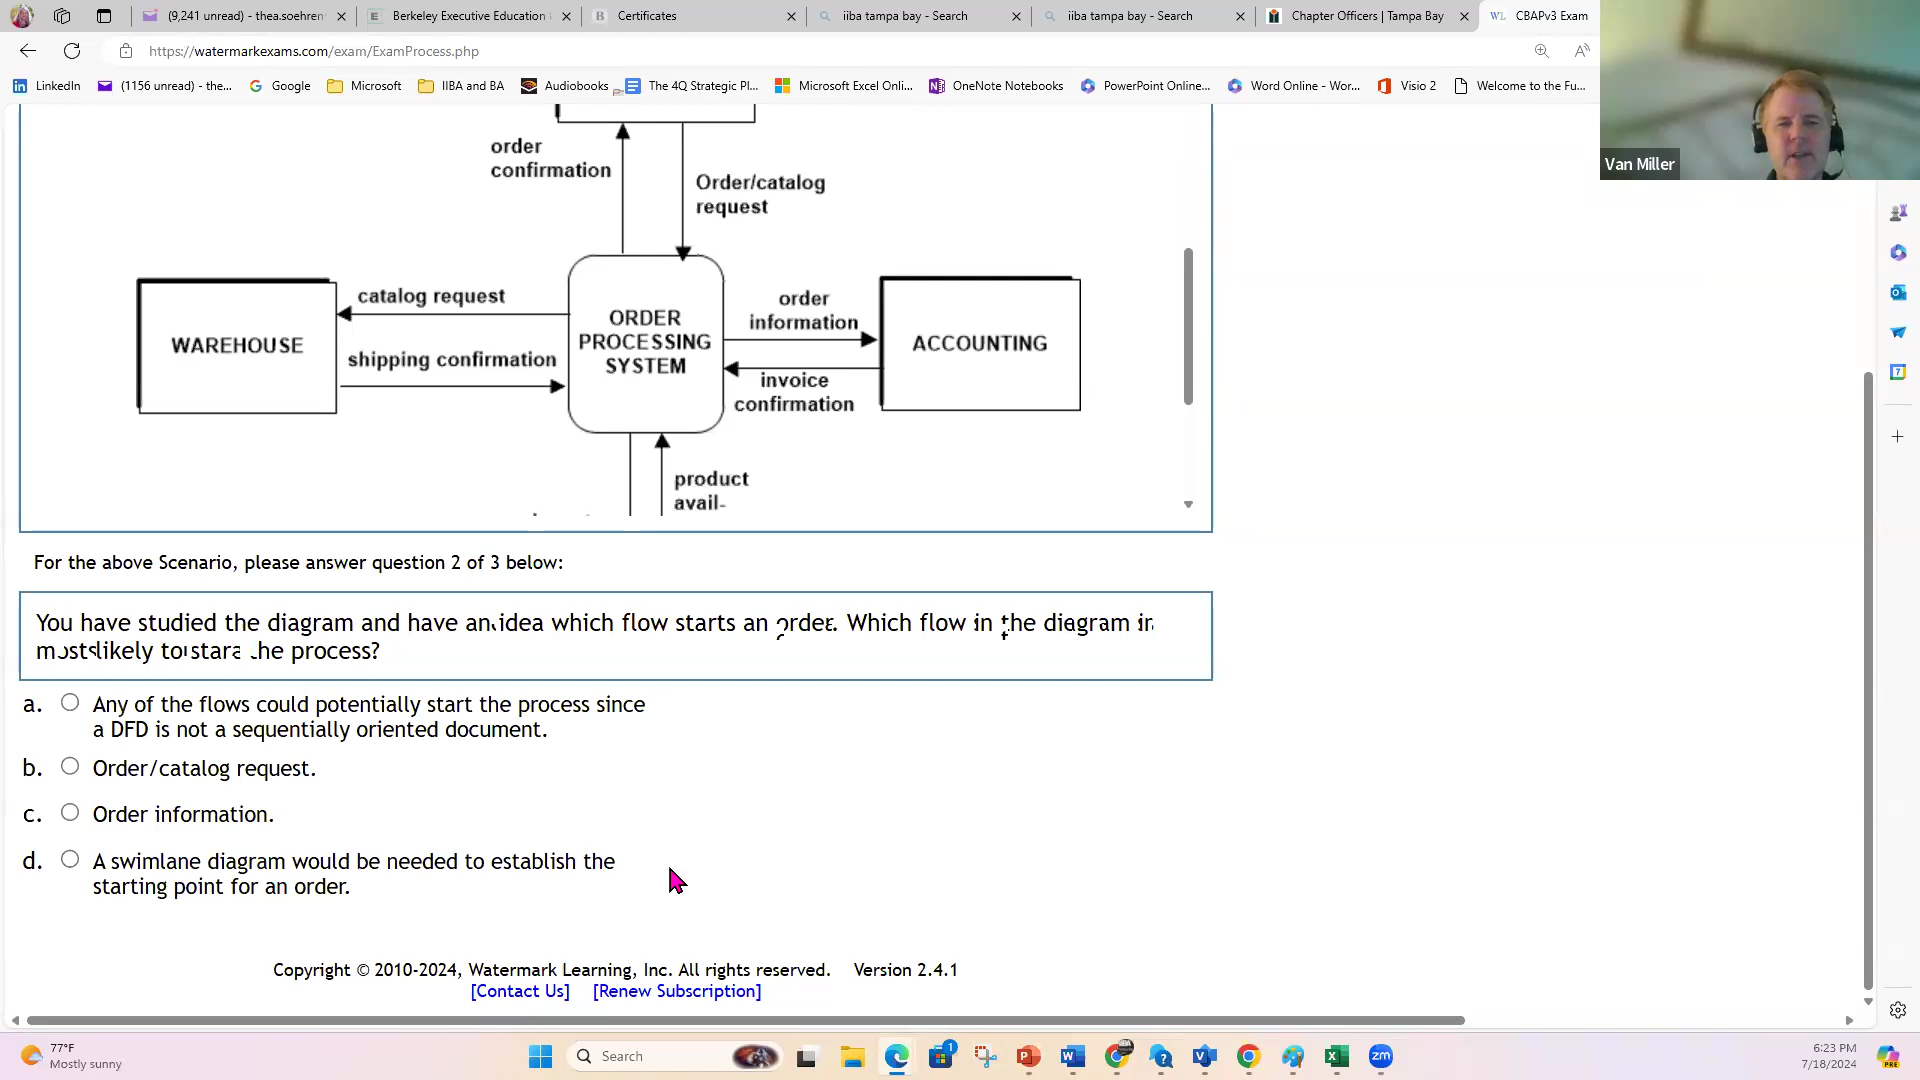 (9,241 unread) - thea.soehren
Berkeley Executive Education
Certificates
iiba tampa bay - Search
iiba tampa bay - Search
Chapter Officers | Tampa Bay
CBAPv3 Exam
https://watermarkexams.com/exam/ExamProcess.php
LinkedIn
(1156 unread) - the...
Google
Microsoft
IIBA and BA
Audiobooks
The 4Q Strategic Pl...
Microsoft Excel Onli...
OneNote Notebooks
PowerPoint Online...
Word Online - Wor...
Visio 2
Welcome to the Fu...
Van Miller
order
confirmation
Order/catalog
request
WAREHOUSE
catalog request
shipping confirmation
ORDER
PROCESSING
SYSTEM
order
information
invoice
confirmation
ACCOUNTING
product
avail-
For the above Scenario, please answer question 2 of 3 below:
You have studied the diagram and have an idea which flow starts an order. Which flow in the diagram
likely to the process?
a. Any of the flows could potentially start the process since
a DFD is not a sequentially oriented document.
b. Order/catalog request.
c. Order information.
d. A swimlane diagram would be needed to establish the
starting point for an order.
Copyright © 2010-2024, Watermark Learning, Inc. All rights reserved. Version 2.4.1
[Contact Us] [Renew Subscription]
77°F
Mostly sunny
Search
6:23 PM
7/18/2024